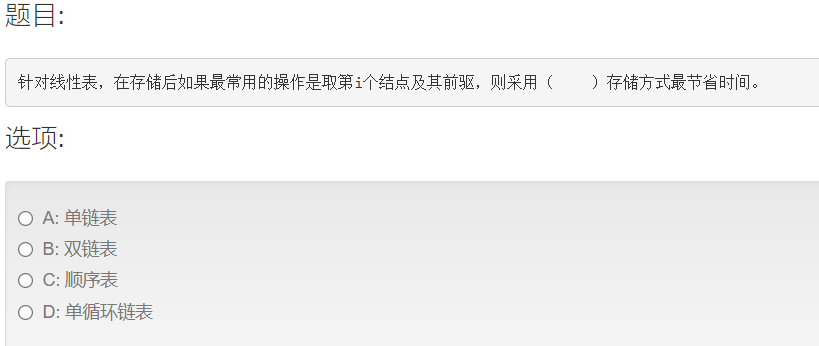 题目:
针对线性表，在存储后如果最常用的操作是取第i个结点及其前驱，则采用（    ）存储方式最节省时间。
选项:
A: 单链表
B: 双链表
C: 顺序表
D: 单循环链表